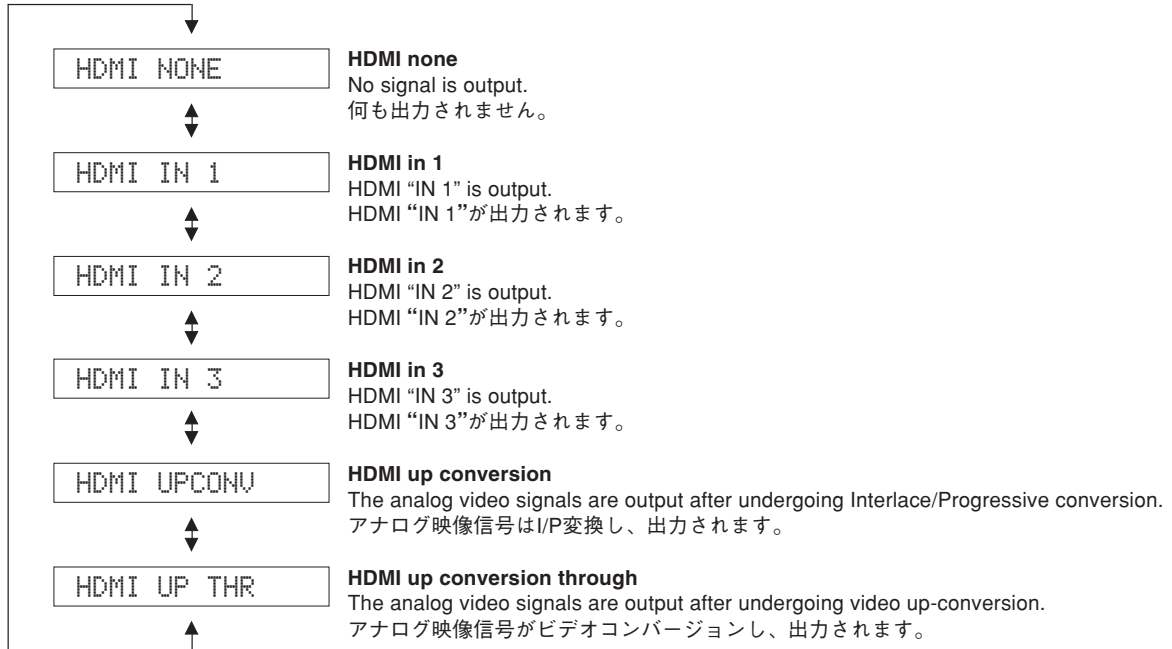 HDMI NONE
HDMI none
No signal is output.
何も出力されません。
HDMI IN 1
HDMI in 1
HDMI “IN 1” is output.
HDMI “IN 1”が出力されます。
HDMI IN 2
HDMI in 2
HDMI “IN 2” is output.
HDMI “IN 2”が出力されます。
HDMI IN 3
HDMI in 3
HDMI “IN 3” is output.
HDMI “IN 3”が出力されます。
HDMI UPCONV
HDMI up conversion
The analog video signals are output after undergoing Interlace/Progressive conversion.
アナログ映像信号はI/P変換し、出力されます。
HDMI UP THR
HDMI up conversion through
The analog video signals are output after undergoing video up-conversion.
アナログ映像信号がビデオコンバージョンし、出力されます。